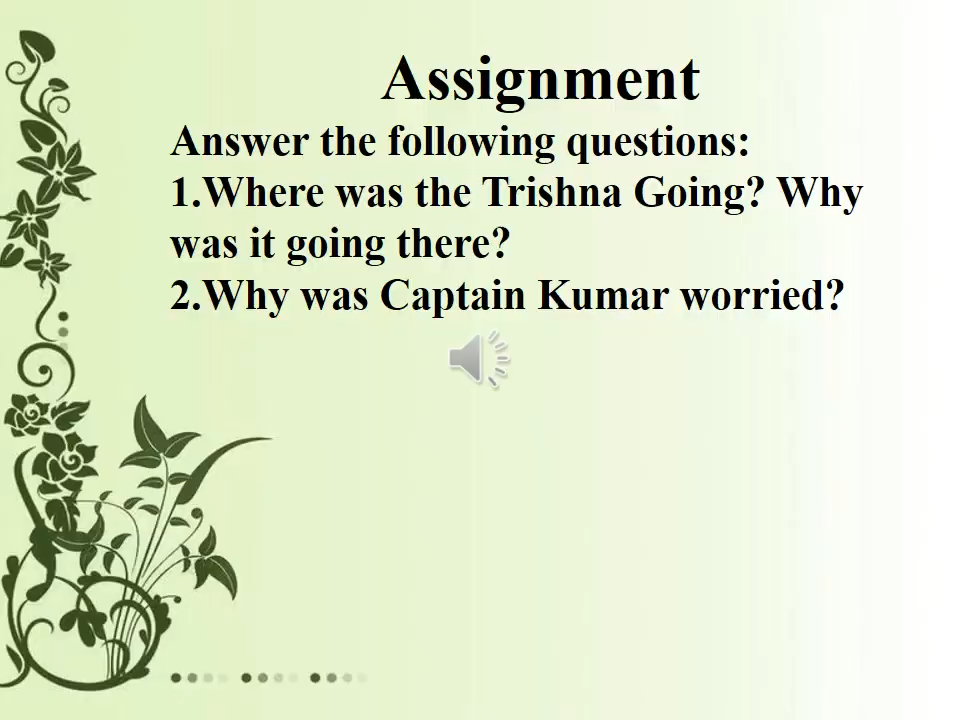 Assignment
Answer the following questions:
1.Where was the Trishna Going? Why
was it going there?
2.Why was Captain Kumar worried?